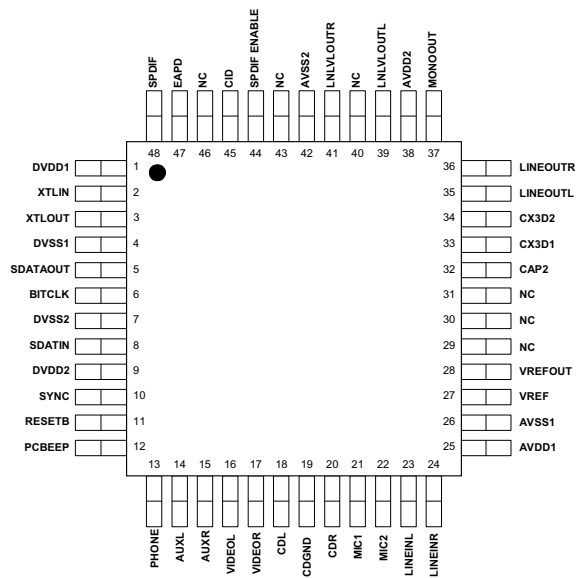 SPDIF EAPD NC CID SPDIF ENABLE NC AVSS2 LNLVLOUTR NC LNLVLOUTL AVDD2 MONOOUT
48 47 46 45 44 43 42 41 40 39 38 37
DVDD1 1 36 LINEOUTR
XTLIN 2 35 LINEOUTL
XTLOUT 3 34 CX3D2
DVSS1 4 33 CX3D1
SDATAOUT 5 32 CAP2
BITCLK 6 31 NC
DVSS2 7 30 NC
SDATIN 8 29 NC
DVDD2 9 28 VREFOUT
SYNC 10 27 VREF
RESETB 11 26 AVSS1
PCBEEP 12 25 AVDD1
13 14 15 16 17 18 19 20 21 22 23 24
PHONE AUXL AUXR VIDEOL VIDEOR CDL CDGND CDR MIC1 MIC2 LINEINL LINEINR